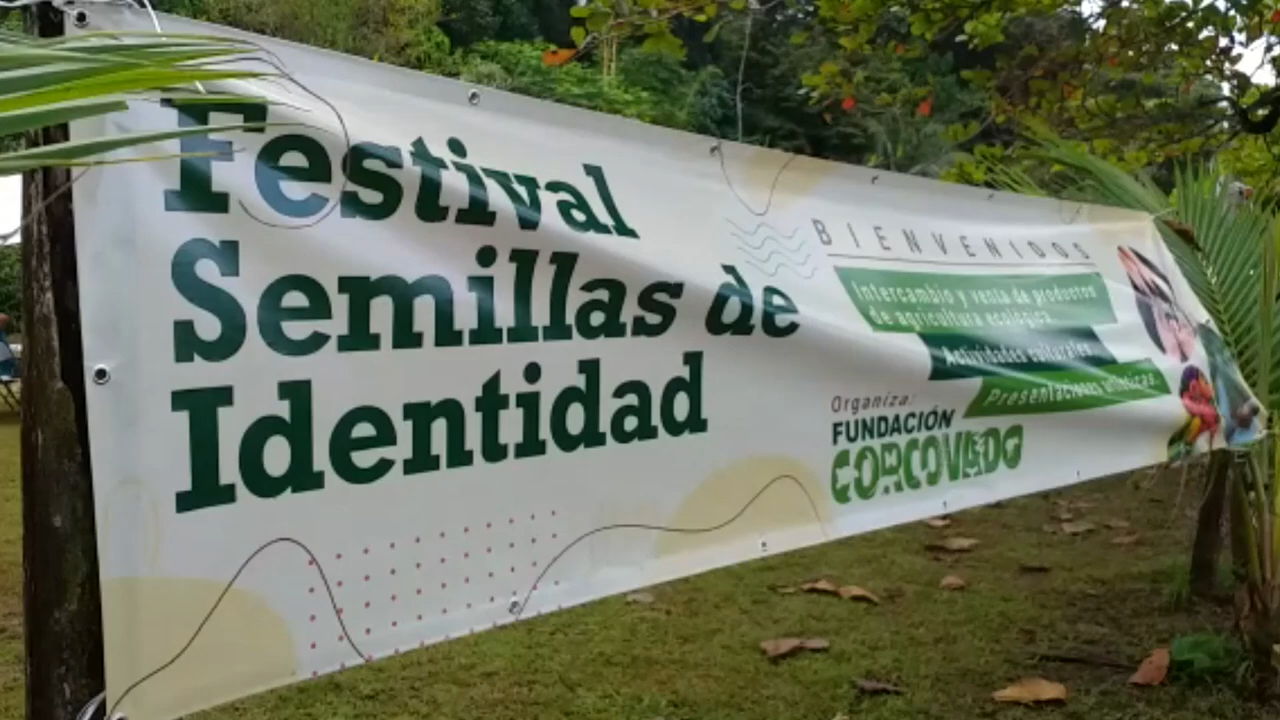 Festival
Semillas de
Identidad
BIENVENIDOS
Intercambio y venta de productos
de agricultura ecológica.
Actividades culturales.
Presentaciones artísticas.
Organiza:
FUNDACIÓN
CORCOVADO